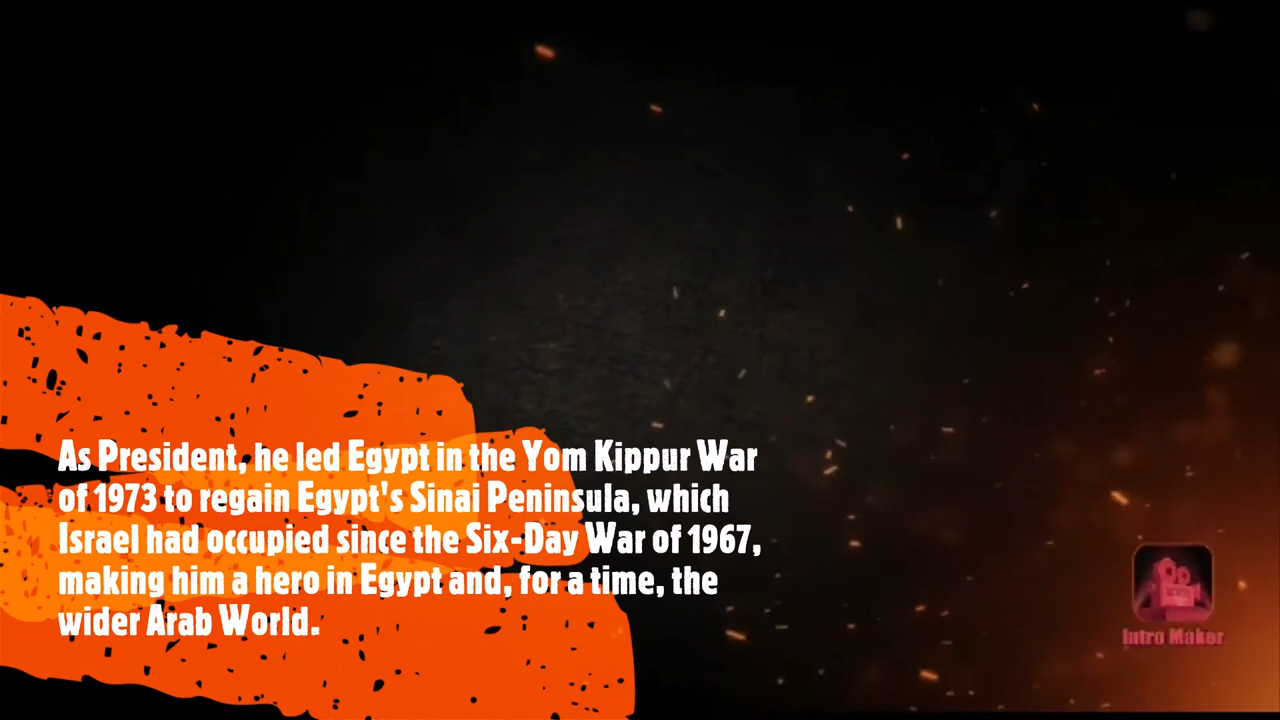 As President, he led Egypt in the Yom Kippur War
of 1973 to regain Egypt's Sinai Peninsula, which
Israel had occupied since the Six-Day War of 1967,
making him a hero in Egypt and, for a time, the
wider Arab World.
Intro Maker